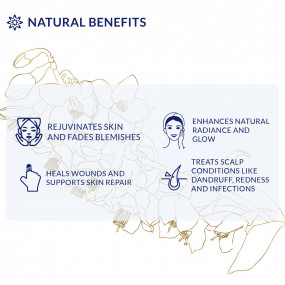 NATURAL BENEFITS
REJUVINATES SKIN
AND FADES BLEMISHES
ENHANCES NATURAL
RADIANCE AND
GLOW
HEALS WOUNDS AND
SUPPORTS SKIN REPAIR
TREATS SCALP
CONDITIONS LIKE
DANDRUFF, REDNESS
AND INFECTIONS